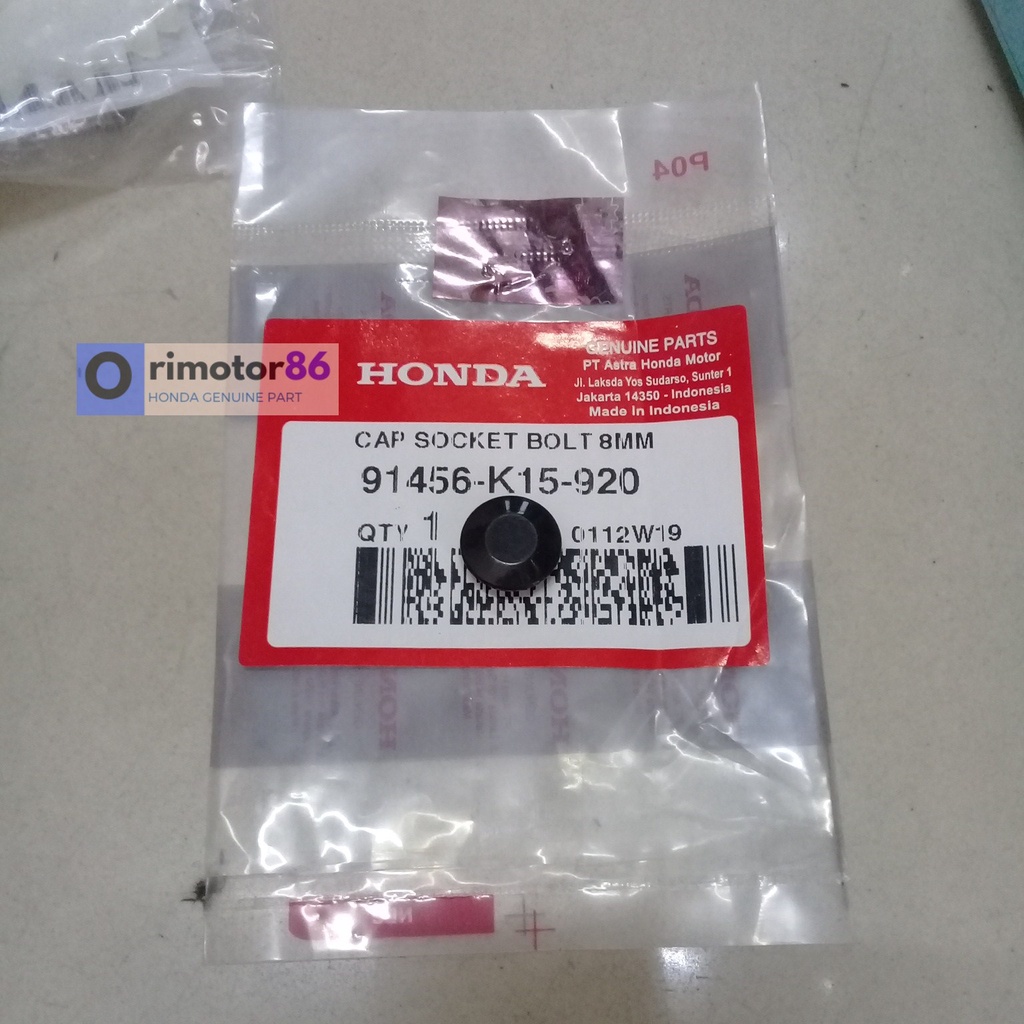 P04
Orimotor86
HONDA GENUINE PART
HONDA
GENUINE PARTS
PT Astra Honda Motor
Jl. Laksda Yos Sudarso, Sunter 1
Jakarta 14350 - Indonesia
Made in Indonesia
CAP SOCKET BOLT 8MM
91456-K15-920
QTY 1
0112W19